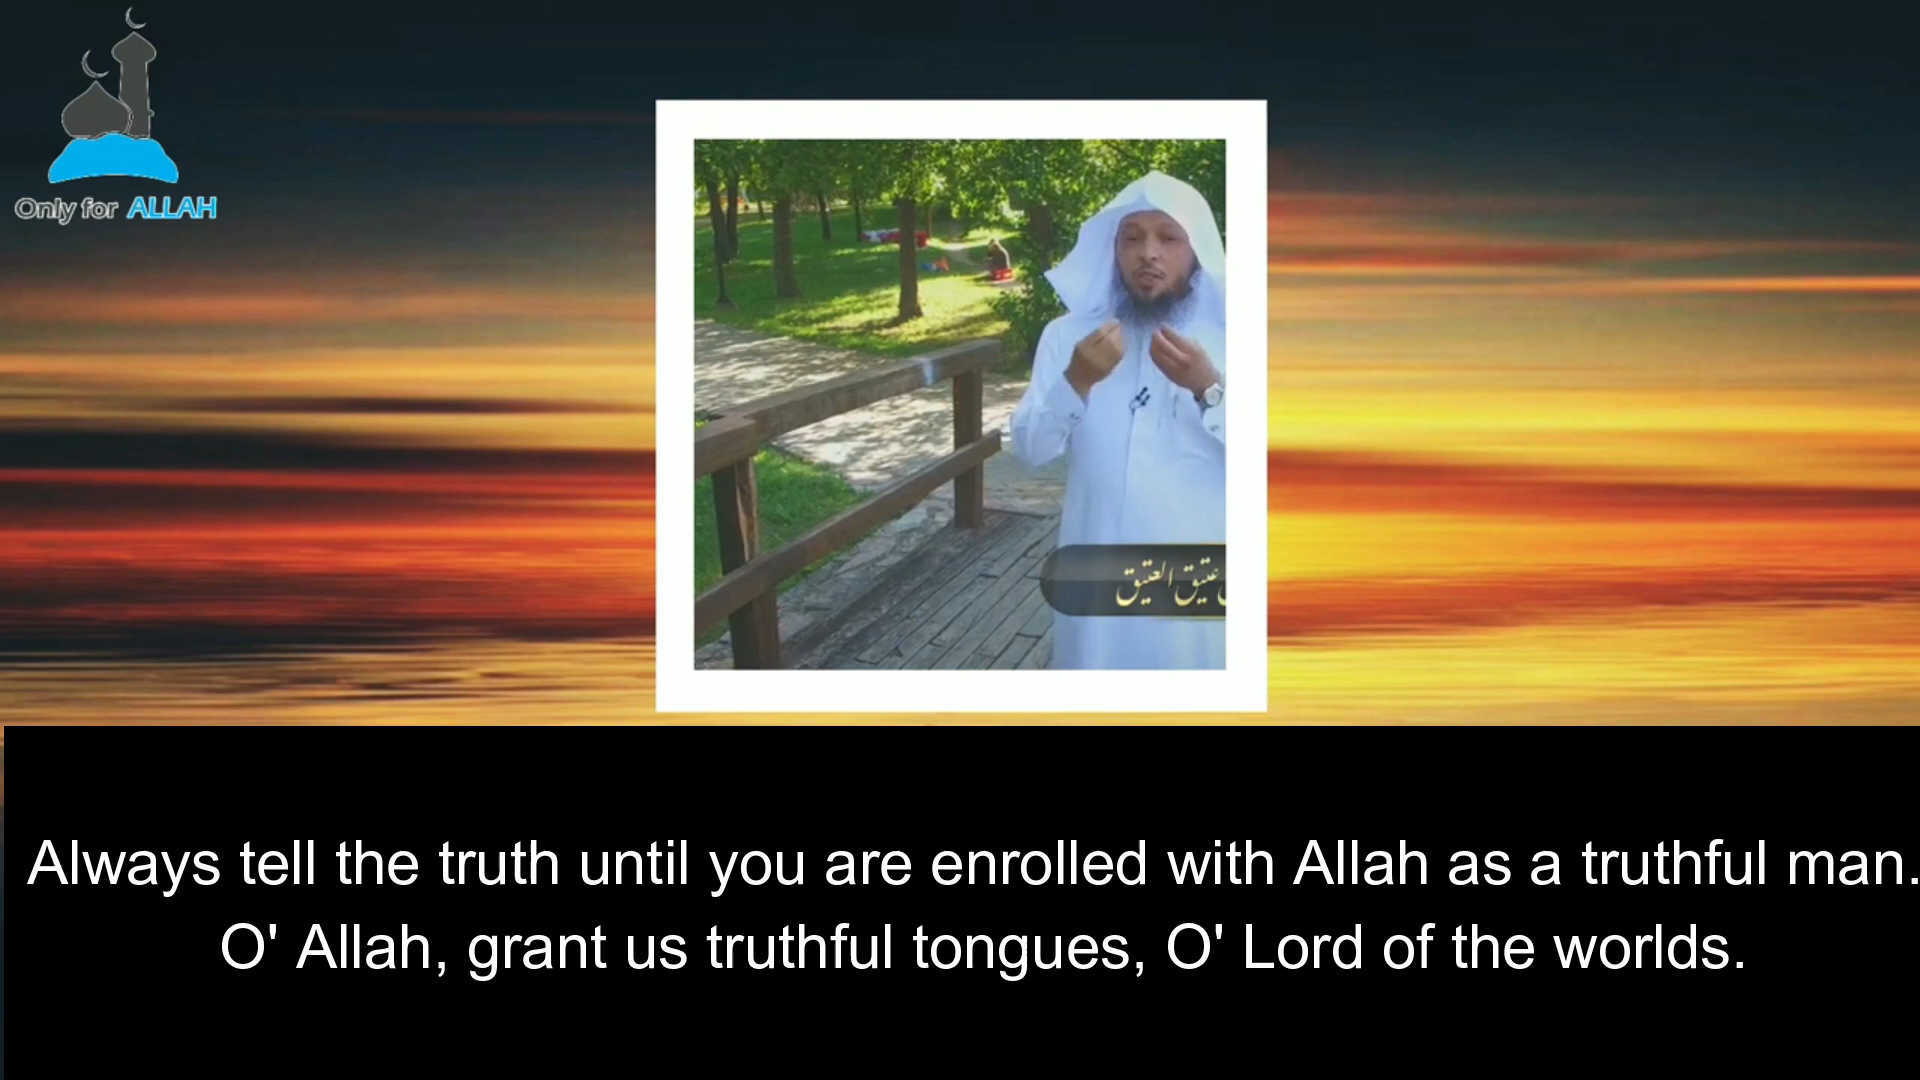 Only for ALLAH
عتيق العتيق
Always tell the truth until you are enrolled with Allah as a truthful man.
O' Allah, grant us truthful tongues, O' Lord of the worlds.